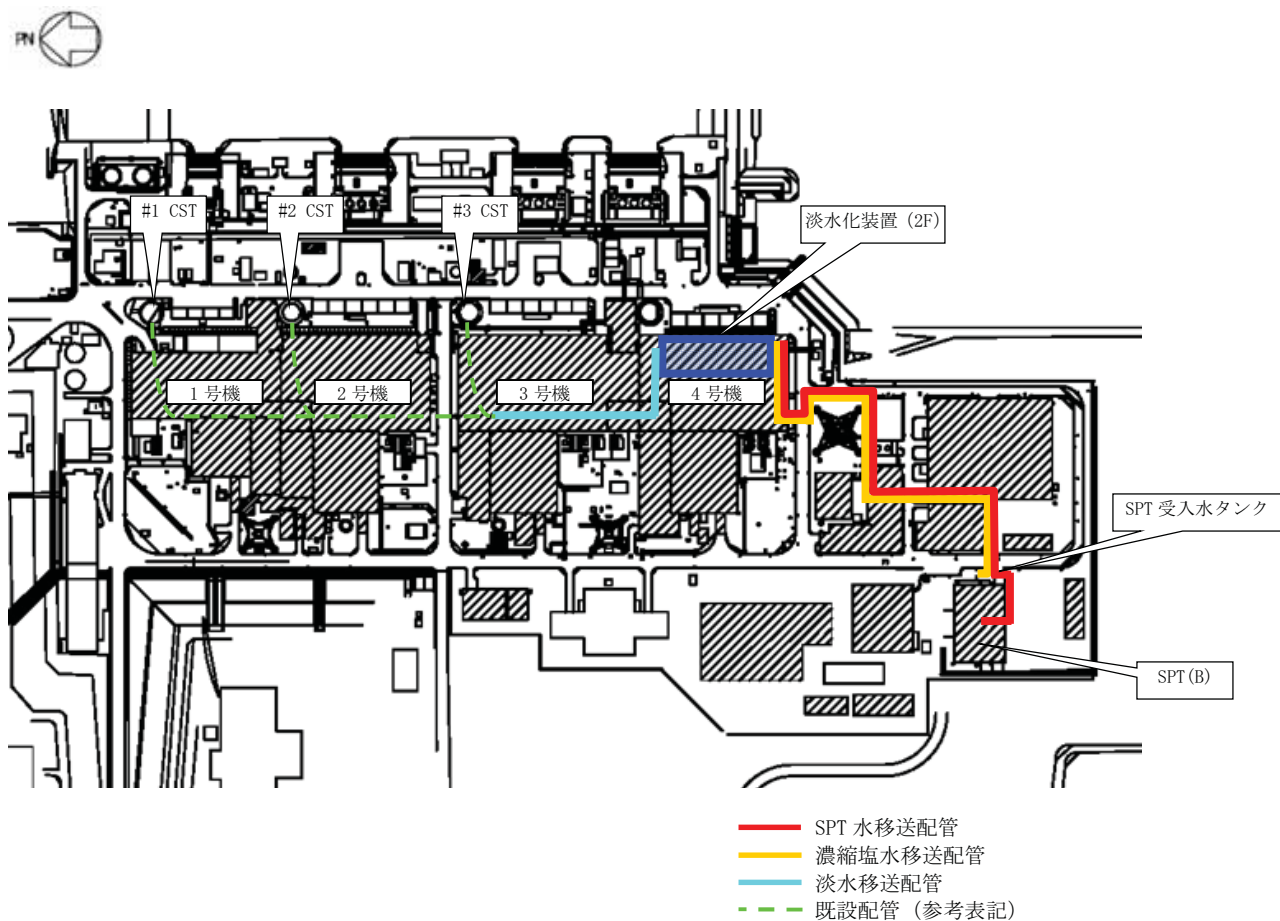 PN
#1 CST
#2 CST
#3 CST
淡水化装置 (2F)
1号機
2号機
3号機
4号機
SPT 受入水タンク
SPT(B)
SPT 水移送配管
濃縮塩水移送配管
淡水移送配管
既設配管 (参考表記)